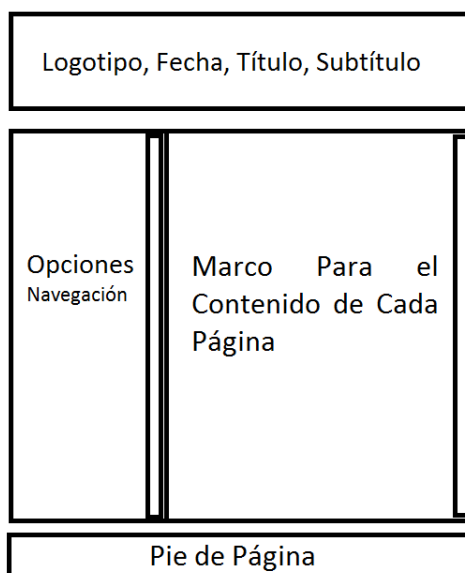 Logotipo, Fecha, Título, Subtítulo
Opciones
Navegación
Marco Para el
Contenido de Cada
Página
Pie de Página